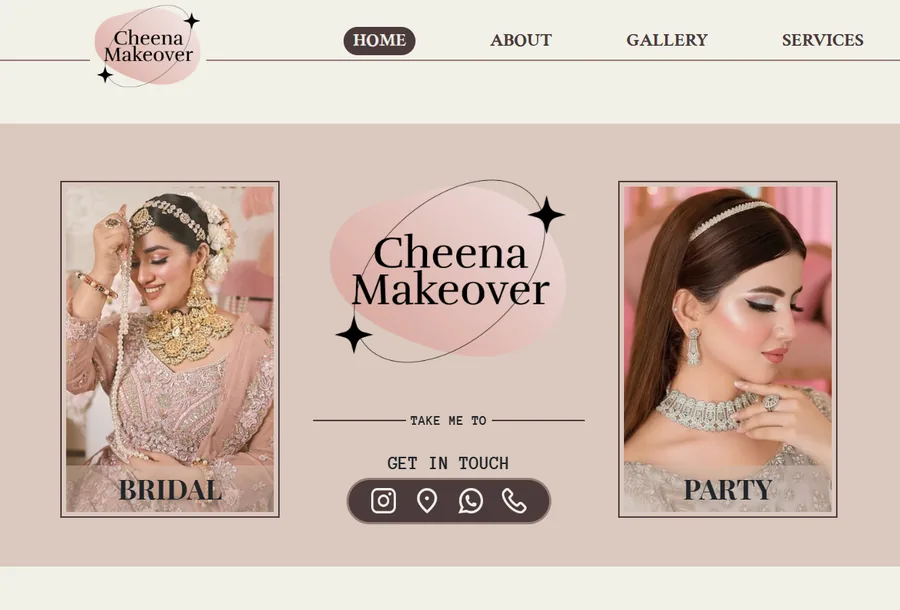 Cheena
Makeover
HOME
ABOUT
GALLERY
SERVICES
Cheena
Makeover
TAKE ME TO
GET IN TOUCH
BRIDAL
PARTY